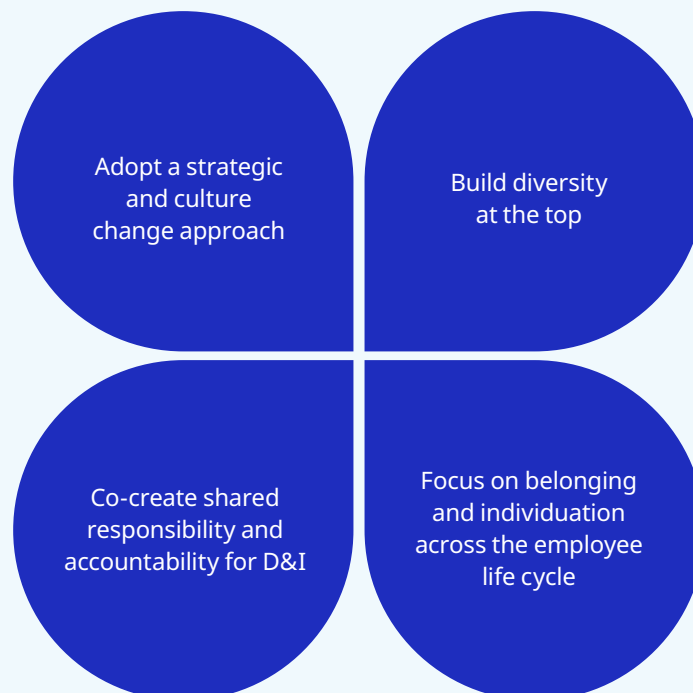 Adopt a strategic
and culture
change approach
Build diversity
at the top
Co-create shared
responsibility and
accountability for D&I
Focus on belonging
and individuation
across the employee
life cycle